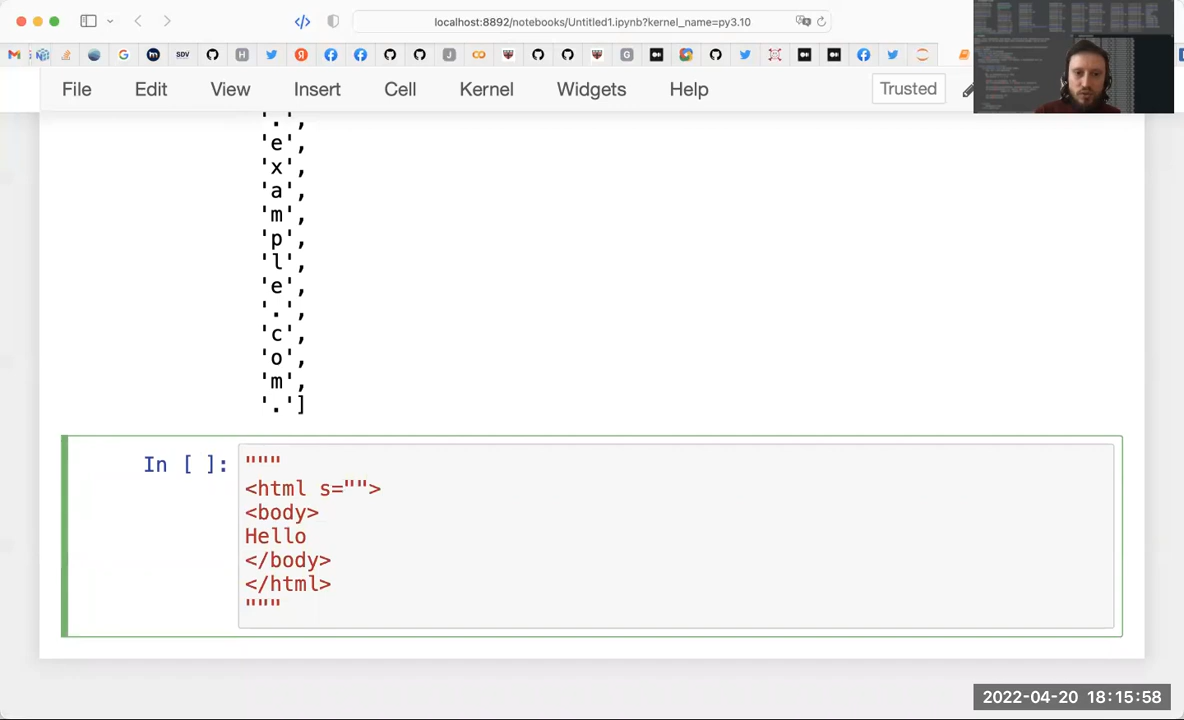 localhost:8892/notebooks/Untitled1.ipynb?kernel_name=py3.10
SDV
File Edit View Insert Cell Kernel Widgets Help Trusted
'.',
'e',
'x',
'a',
'm',
'p',
'l',
'e',
'.',
'c',
'o',
'm',
'.']
In [ ]:
"""
<html s="">
<body>
Hello
</body>
</html>
"""
2022-04-20 18:15:58